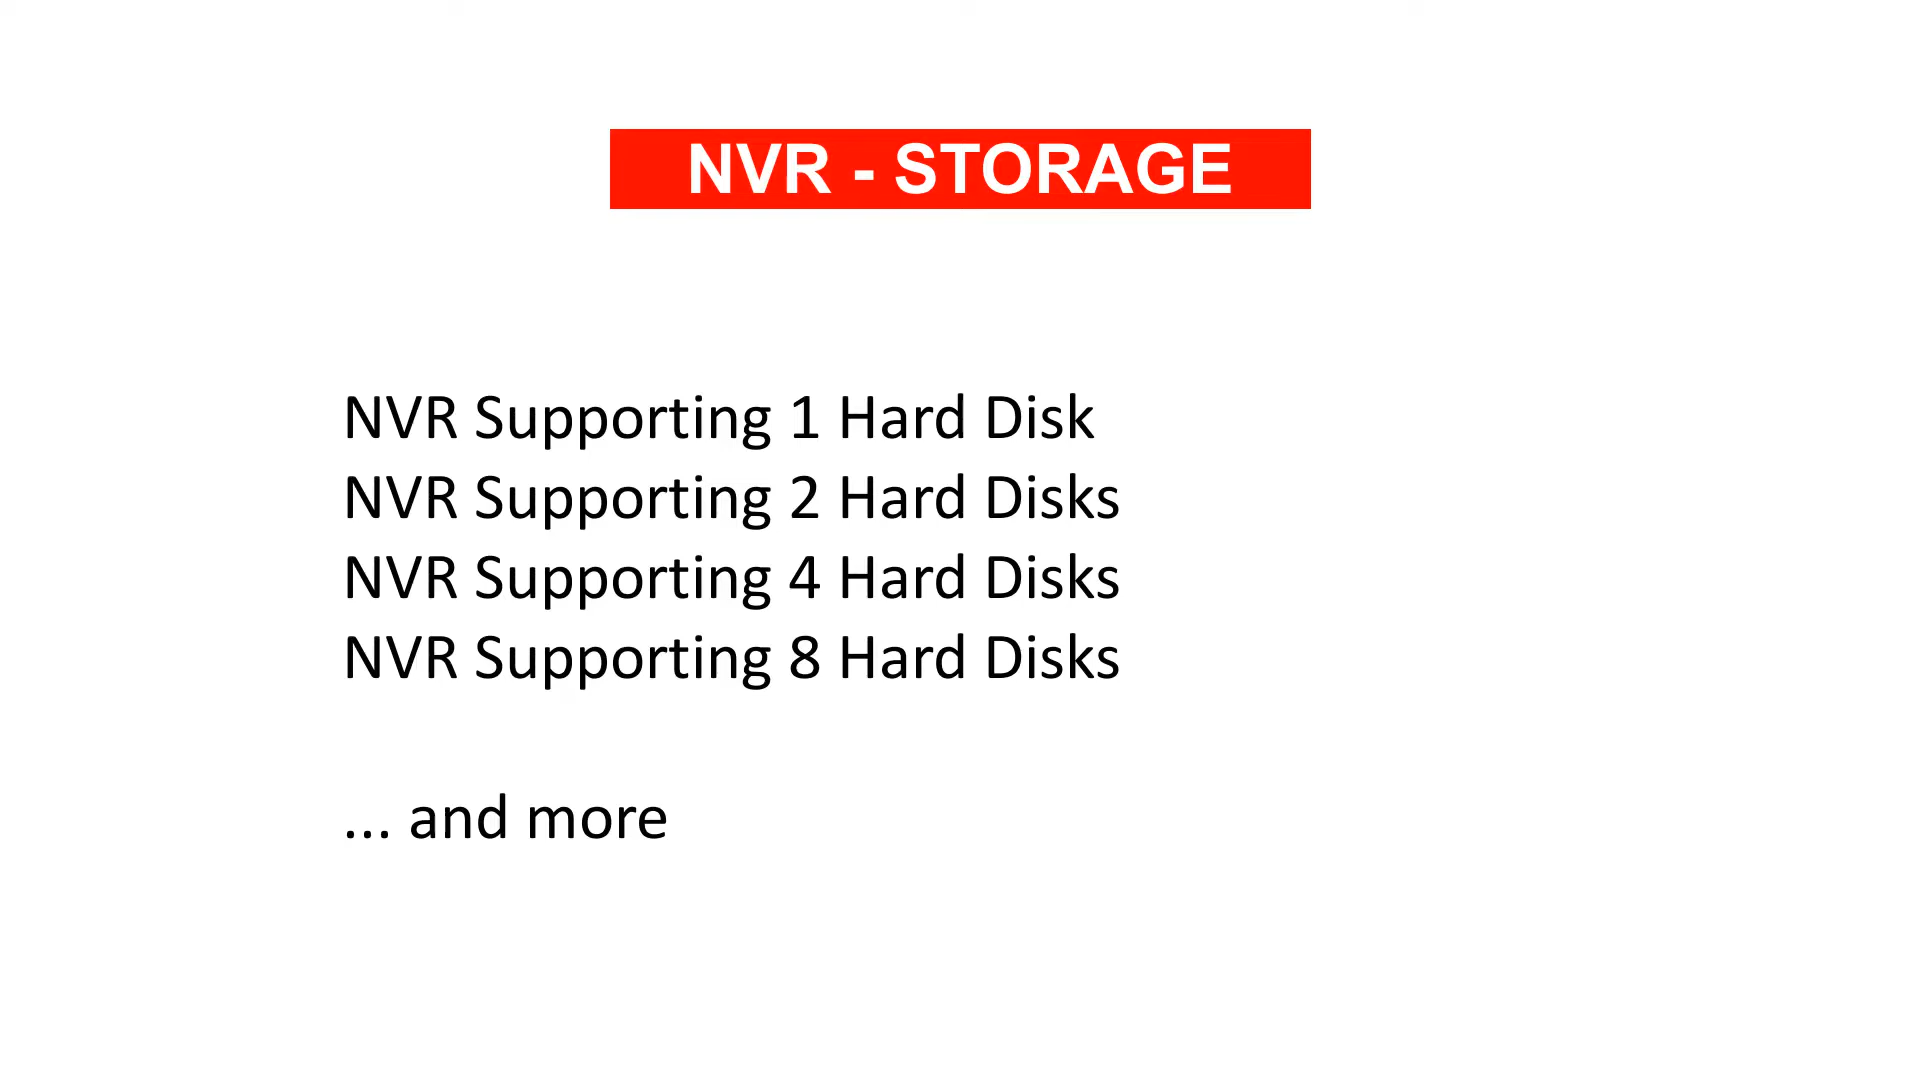 NVR - STORAGE
NVR Supporting 1 Hard Disk
NVR Supporting 2 Hard Disks
NVR Supporting 4 Hard Disks
NVR Supporting 8 Hard Disks
... and more